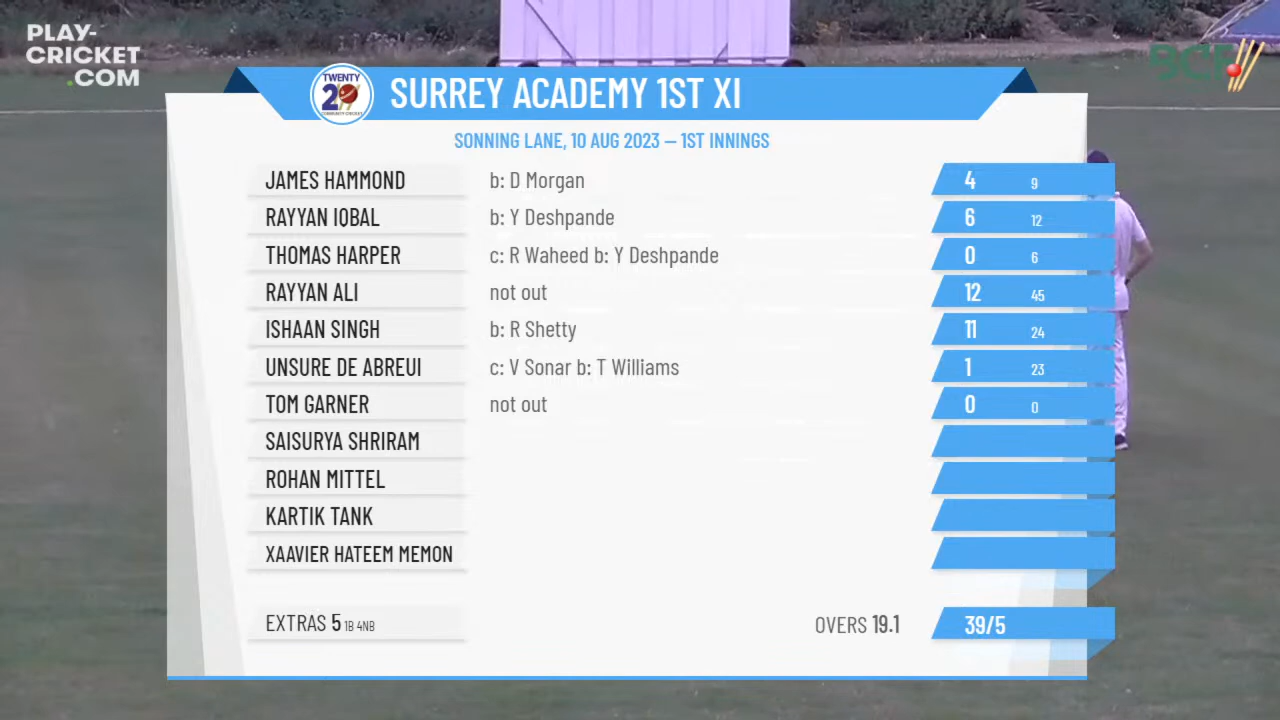 PLAY-
CRICKET
.COM
BCF
TWENTY
20
COMMUNITY CRICKET
SURREY ACADEMY 1ST XI
SONNING LANE, 10 AUG 2023 – 1ST INNINGS
JAMES HAMMOND b: D Morgan 4 9
RAYYAN IQBAL b: Y Deshpande 6 12
THOMAS HARPER c: R Waheed b: Y Deshpande 0 6
RAYYAN ALI not out 12 45
ISHAAN SINGH b: R Shetty 11 24
UNSURE DE ABREUI c: V Sonar b: T Williams 1 23
TOM GARNER not out 0 0
SAISURYA SHRIRAM
ROHAN MITTEL
KARTIK TANK
XAAVIER HATEEM MEMON
EXTRAS 5 1B 4NB OVERS 19.1 39/5